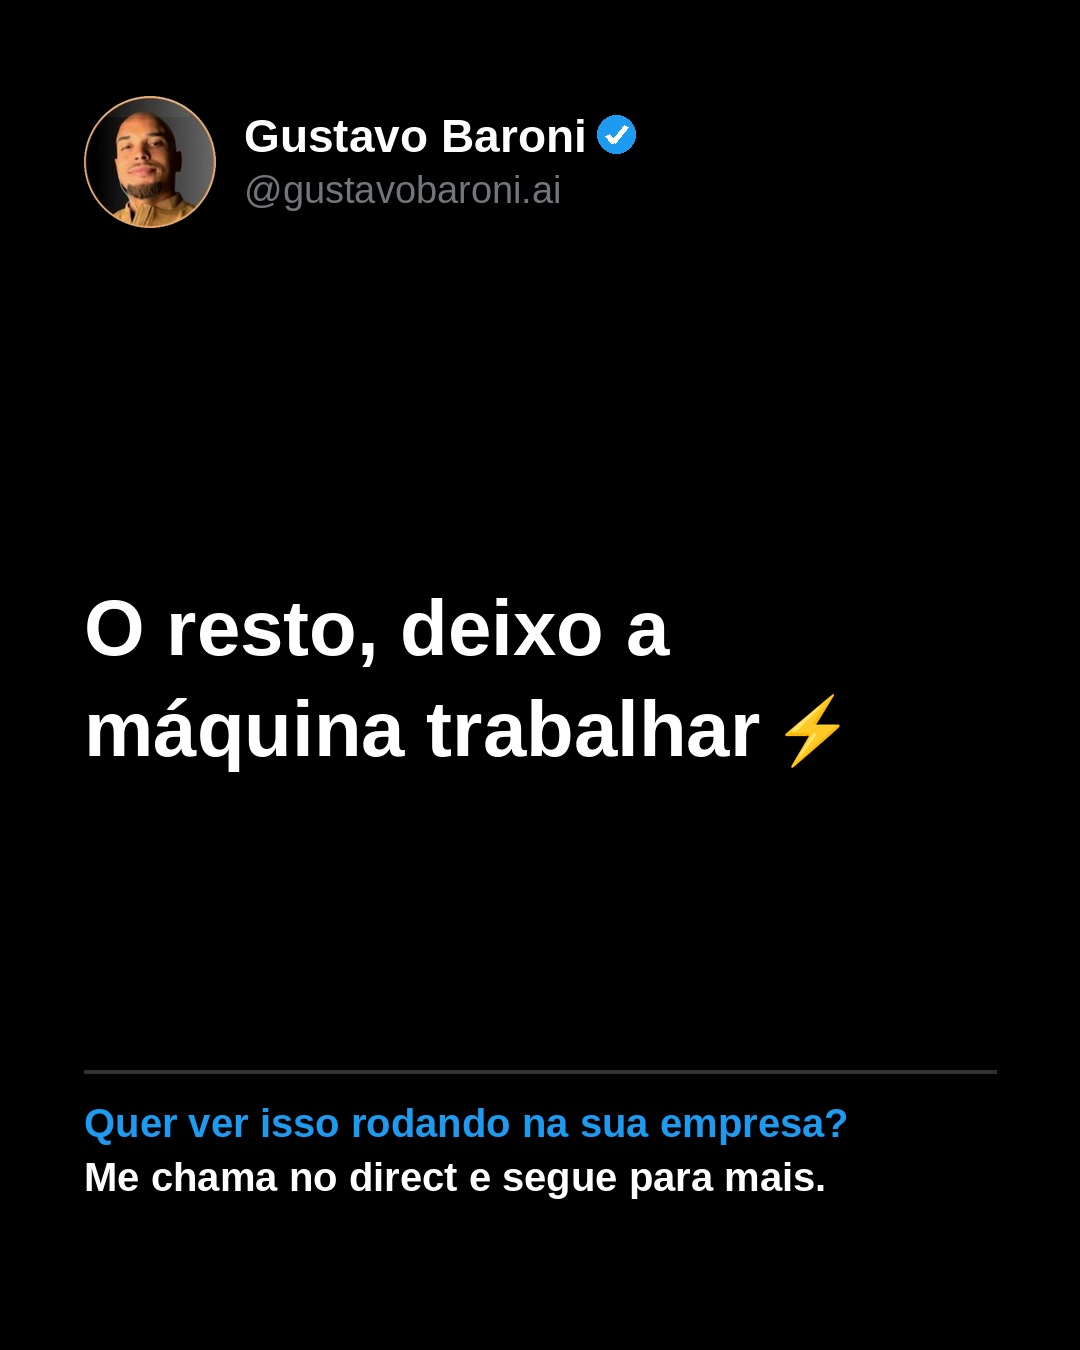 Gustavo Baroni
@gustavobaroni.ai
O resto, deixo a
máquina trabalhar ⚡
Quer ver isso rodando na sua empresa?
Me chama no direct e segue para mais.